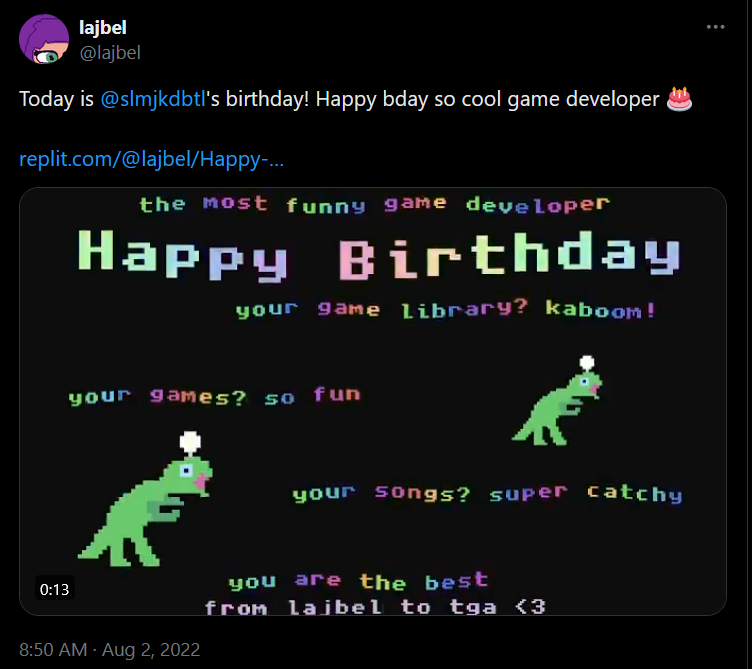 lajbel
@lajbel
Today is @slmjkdbtl's birthday! Happy bday so cool game developer 🎂
replit.com/@lajbel/Happy-...
the most funny game developer
Happy Birthday
your game library? kaboom!
your games? so fun
your songs? super catchy
you are the best
from lajbel to tga <3
0:13
8:50 AM · Aug 2, 2022